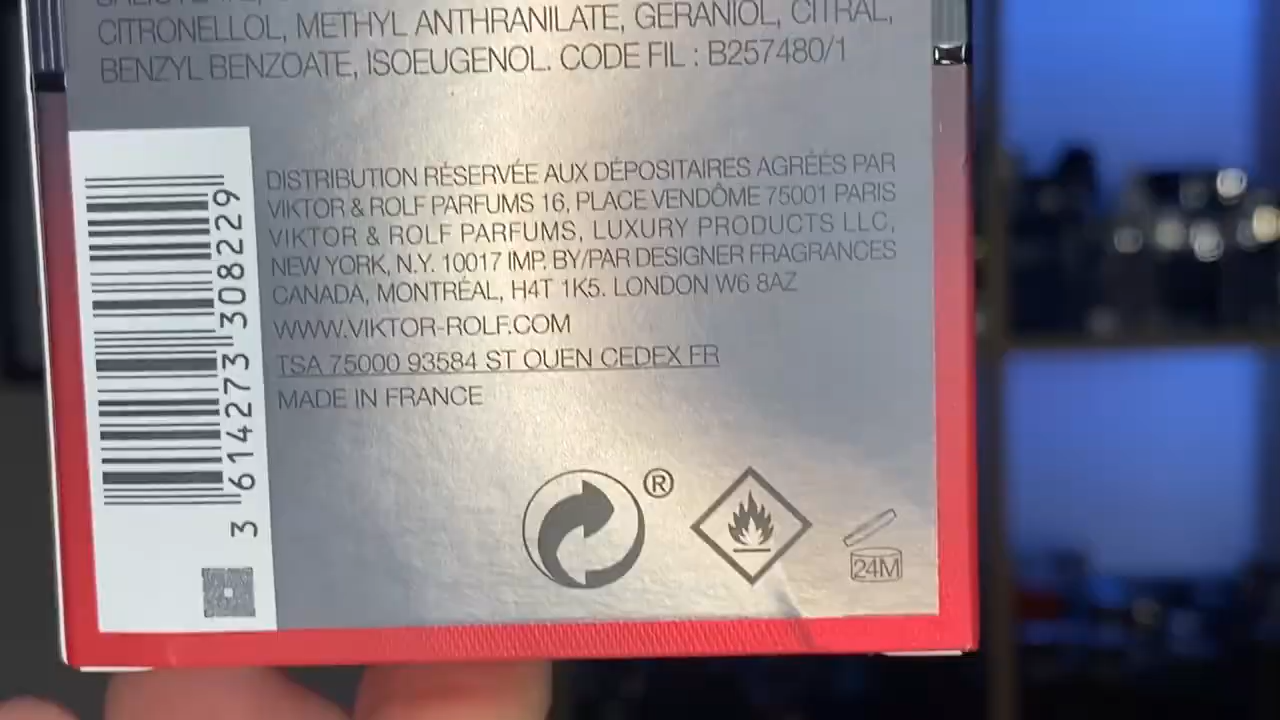 CITRONELLOL, METHYL ANTHRANILATE, GERANIOL, CITRAL,
BENZYL BENZOATE, ISOEUGENOL. CODE FIL : B257480/1
DISTRIBUTION RÉSERVÉE AUX DÉPOSITAIRES AGRÉÉS PAR
VIKTOR & ROLF PARFUMS 16, PLACE VENDÔME 75001 PARIS
VIKTOR & ROLF PARFUMS, LUXURY PRODUCTS LLC,
NEW YORK, N.Y. 10017 IMP. BY/PAR DESIGNER FRAGRANCES
CANADA, MONTRÉAL, H4T 1K5. LONDON W6 8AZ
WWW.VIKTOR-ROLF.COM
TSA 75000 93584 ST OUEN CEDEX FR
MADE IN FRANCE
3 614273 308229
®
24M